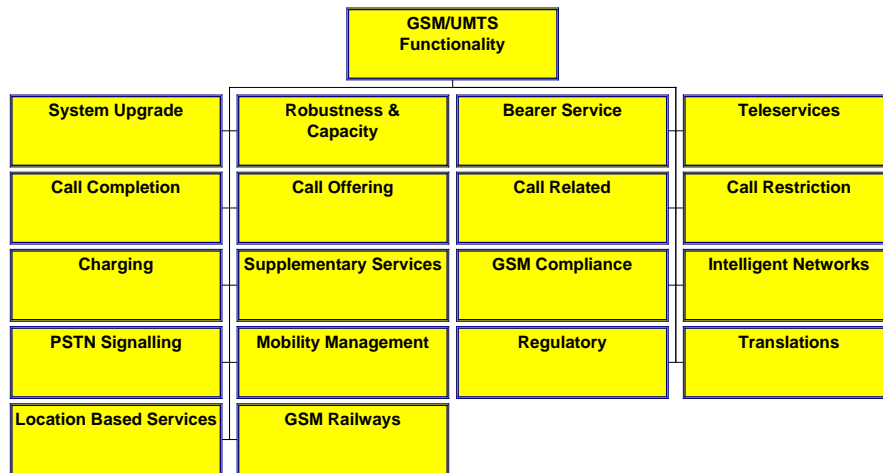 GSM/UMTS
Functionality
System Upgrade
Robustness &
Capacity
Bearer Service
Teleservices
Call Completion
Call Offering
Call Related
Call Restriction
Charging
Supplementary Services
GSM Compliance
Intelligent Networks
PSTN Signalling
Mobility Management
Regulatory
Translations
Location Based Services
GSM Railways